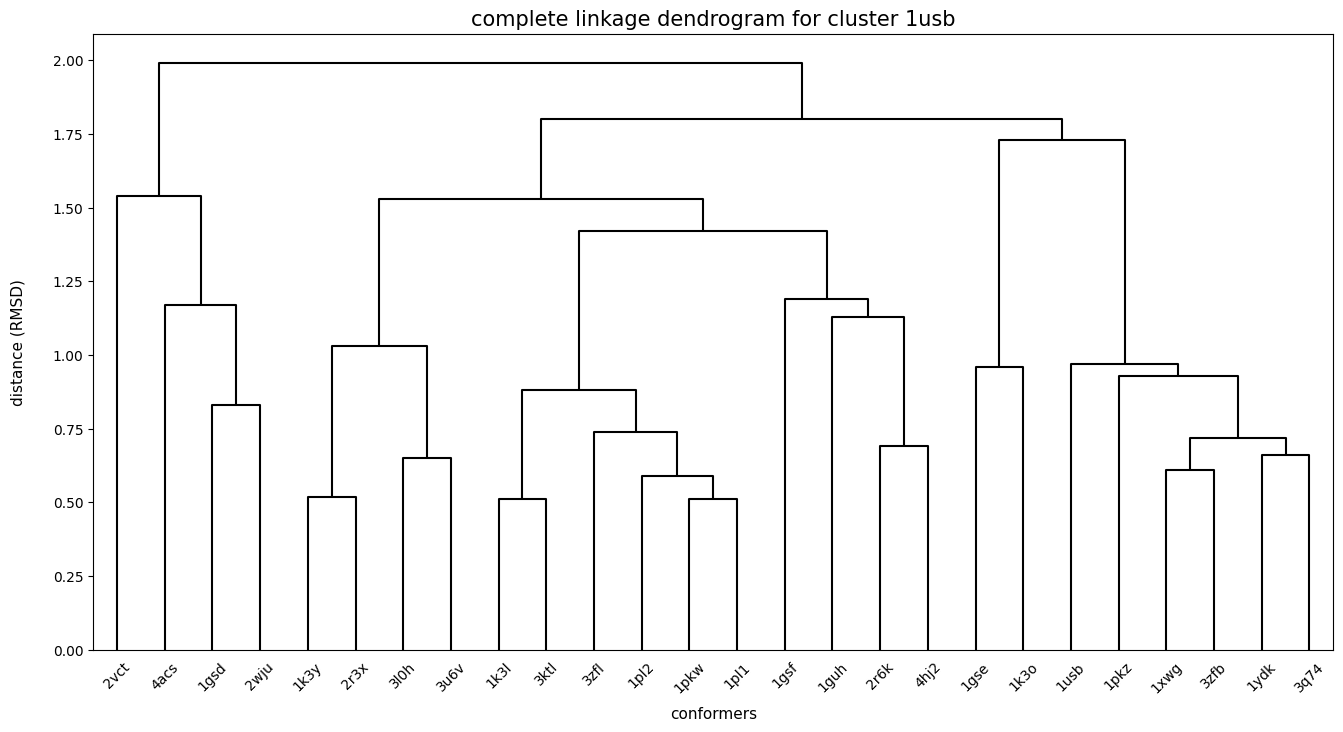 complete linkage dendrogram for cluster 1usb
2.00
1.75
1.50
1.25
1.00
0.75
0.50
0.25
0.00
distance (RMSD)
2vct 4acs 1gsd 2wju 1k3y 2r3x 3l0h 3u6v 1k3l 3ktl 3zfl 1pl2 1pkw 1pl1 1gsf 1guh 2r6k 4hj2 1gse 1k3o 1usb 1pkz 1xwg 3zfb 1ydk 3q74
conformers